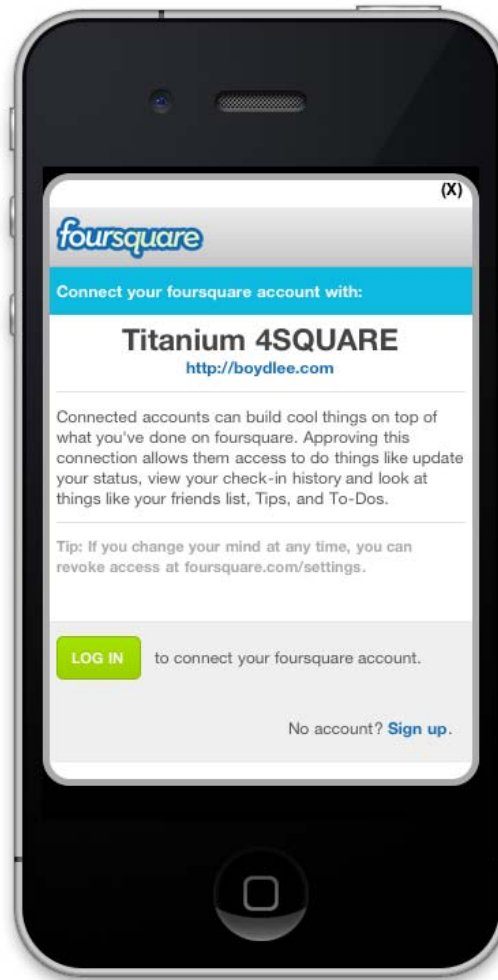 (X)
foursquare
Connect your foursquare account with:
Titanium 4SQUARE
http://boydlee.com
Connected accounts can build cool things on top of
what you've done on foursquare. Approving this
connection allows them access to do things like update
your status, view your check-in history and look at
things like your friends list, Tips, and To-Dos.
Tip: If you change your mind at any time, you can
revoke access at foursquare.com/settings.
LOG IN to connect your foursquare account.
No account? Sign up.